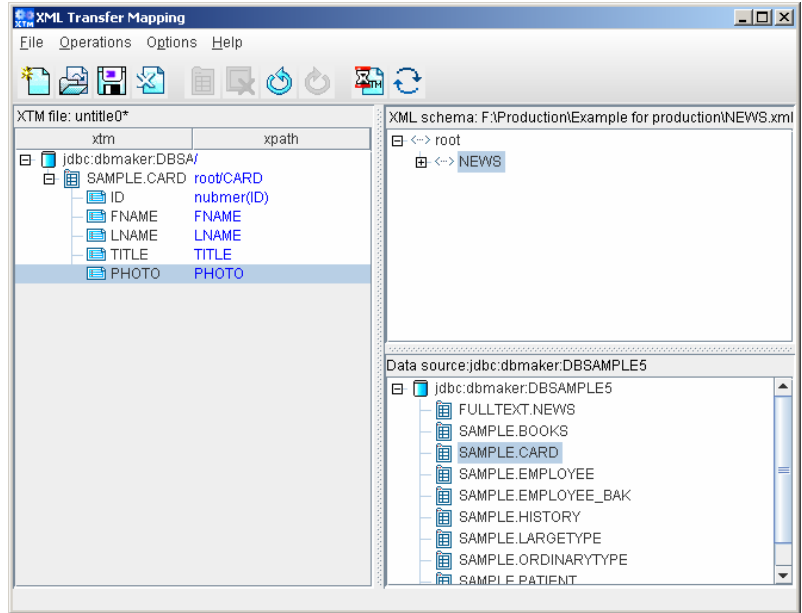 XML Transfer Mapping
File Operations Options Help
XTM file: untitle0*
xtm xpath
jdbc:dbmaker:DBSA/
SAMPLE.CARD root/CARD
ID nubmer(ID)
FNAME FNAME
LNAME LNAME
TITLE TITLE
PHOTO PHOTO
XML schema: F:\Production\Example for production\NEWS.xml
<--> root
<--> NEWS
Data source:jdbc:dbmaker:DBSAMPLE5
jdbc:dbmaker:DBSAMPLE5
FULLTEXT.NEWS
SAMPLE.BOOKS
SAMPLE.CARD
SAMPLE.EMPLOYEE
SAMPLE.EMPLOYEE_BAK
SAMPLE.HISTORY
SAMPLE.LARGETYPE
SAMPLE.ORDINARYTYPE
SAMPLE.PATIENT